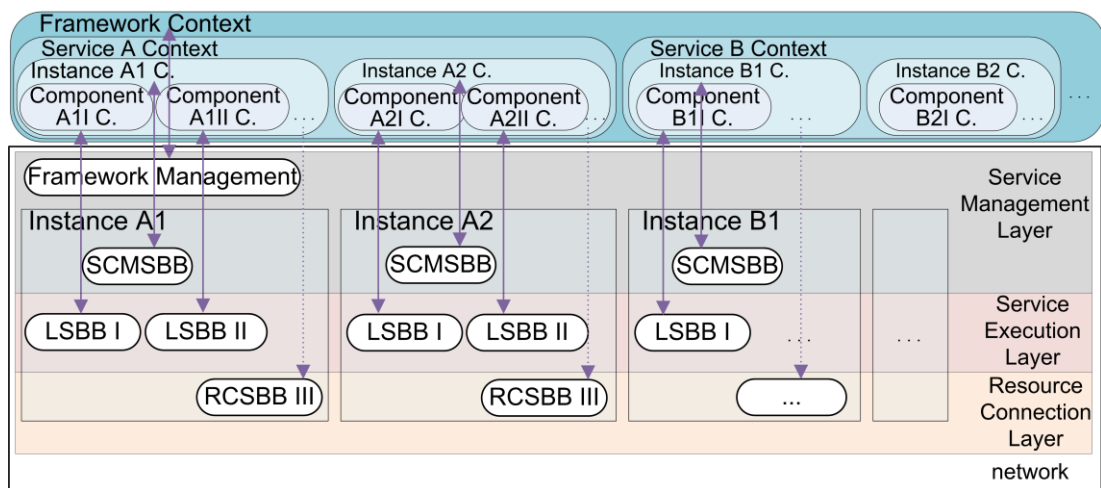 Framework Context
Service A Context
Service B Context
Instance A1 C.
Instance A2 C.
Instance B1 C.
Instance B2 C.
Component
A1I C.
Component
A1II C.
...
Component
A2I C.
Component
A2II C.
...
Component
B1I C.
...
Component
B2I C.
...
...
Framework Management
Service
Management
Layer
Instance A1
Instance A2
Instance B1
SCMSBB
SCMSBB
SCMSBB
LSBB I
LSBB II
LSBB I
LSBB II
LSBB I
...
...
Service
Execution
Layer
RCSBB III
RCSBB III
...
Resource
Connection
Layer
network